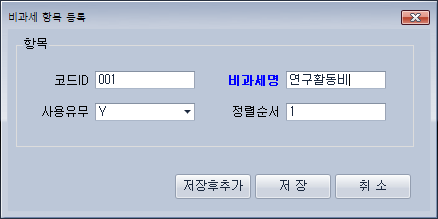 비과세 항목 등록
항목
코드ID 001 비과세명 연구활동비
사용유무 Y 정렬순서 1
저장후추가 저 장 취 소